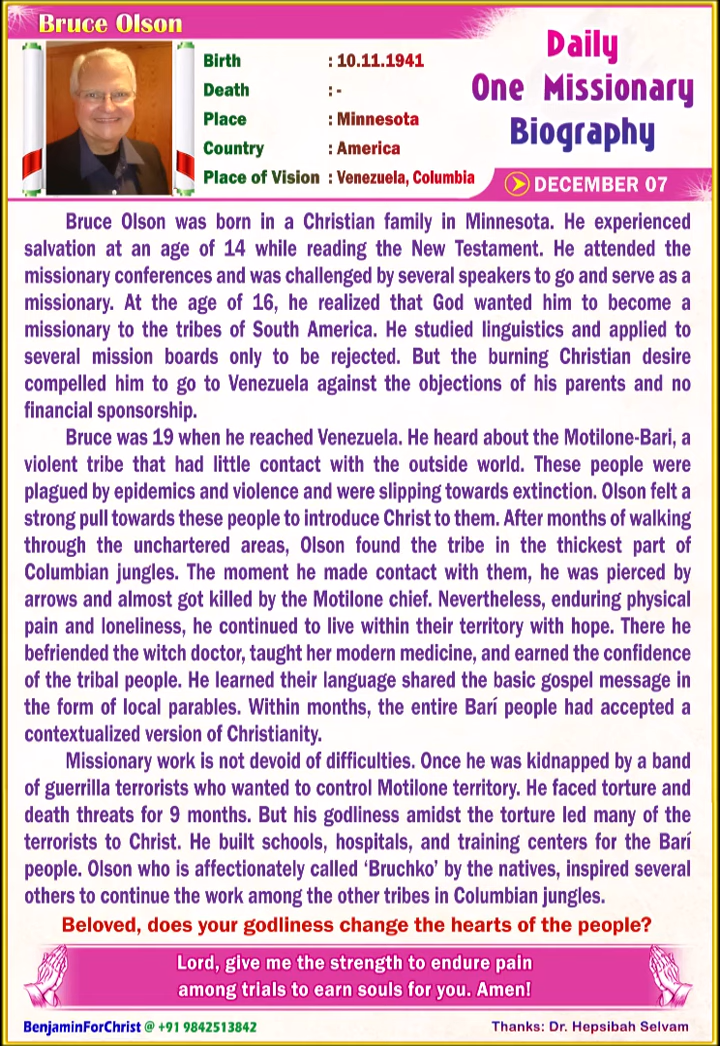 Bruce Olson
Birth : 10.11.1941
Death : -
Place : Minnesota
Country : America
Place of Vision : Venezuela, Columbia
Daily
One Missionary
Biography
DECEMBER 07
Bruce Olson was born in a Christian family in Minnesota. He experienced
salvation at an age of 14 while reading the New Testament. He attended the
missionary conferences and was challenged by several speakers to go and serve as a
missionary. At the age of 16, he realized that God wanted him to become a
missionary to the tribes of South America. He studied linguistics and applied to
several mission boards only to be rejected. But the burning Christian desire
compelled him to go to Venezuela against the objections of his parents and no
financial sponsorship.
Bruce was 19 when he reached Venezuela. He heard about the Motilone-Bari, a
violent tribe that had little contact with the outside world. These people were
plagued by epidemics and violence and were slipping towards extinction. Olson felt a
strong pull towards these people to introduce Christ to them. After months of walking
through the unchartered areas, Olson found the tribe in the thickest part of
Columbian jungles. The moment he made contact with them, he was pierced by
arrows and almost got killed by the Motilone chief. Nevertheless, enduring physical
pain and loneliness, he continued to live within their territory with hope. There he
befriended the witch doctor, taught her modern medicine, and earned the confidence
of the tribal people. He learned their language shared the basic gospel message in
the form of local parables. Within months, the entire Barí people had accepted a
contextualized version of Christianity.
Missionary work is not devoid of difficulties. Once he was kidnapped by a band
of guerrilla terrorists who wanted to control Motilone territory. He faced torture and
death threats for 9 months. But his godliness amidst the torture led many of the
terrorists to Christ. He built schools, hospitals, and training centers for the Barí
people. Olson who is affectionately called ‘Bruchko’ by the natives, inspired several
others to continue the work among the other tribes in Columbian jungles.
Beloved, does your godliness change the hearts of the people?
Lord, give me the strength to endure pain
among trials to earn souls for you. Amen!
BenjaminForChrist @ +91 9842513842
Thanks: Dr. Hepsibah Selvam